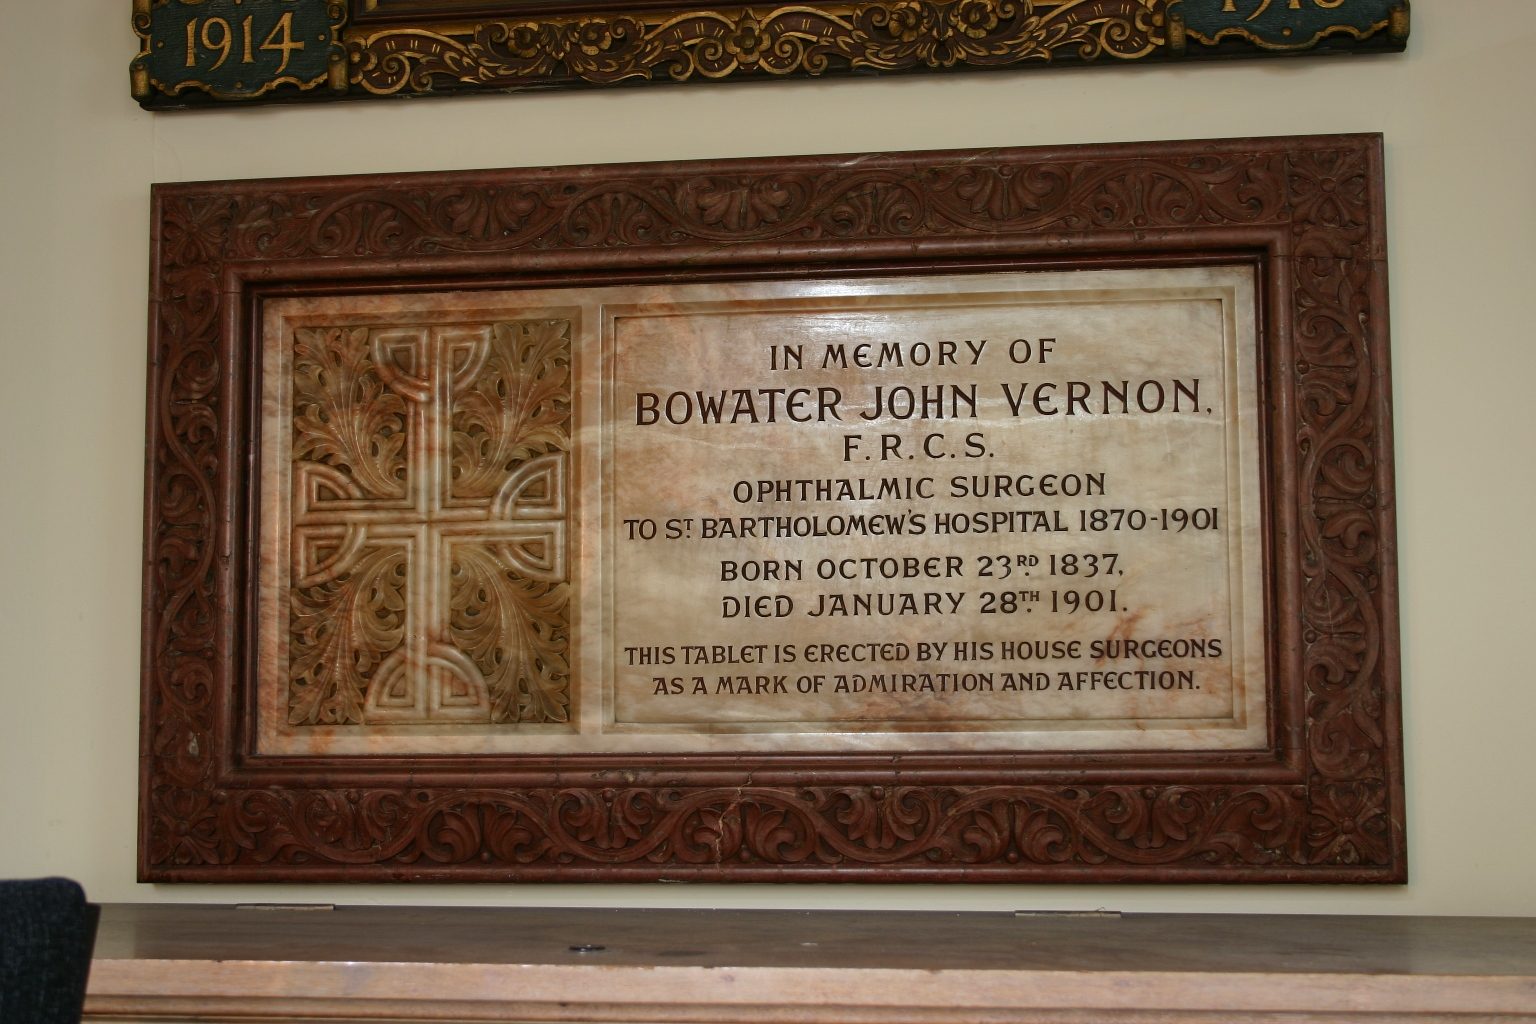 1914
IN MEMORY OF
BOWATER JOHN VERNON,
F.R.C.S.
OPHTHALMIC SURGEON
TO ST. BARTHOLOMEW'S HOSPITAL 1870-1901
BORN OCTOBER 23RD. 1837,
DIED JANUARY 28TH. 1901.
THIS TABLET IS ERECTED BY HIS HOUSE SURGEONS
AS A MARK OF ADMIRATION AND AFFECTION.